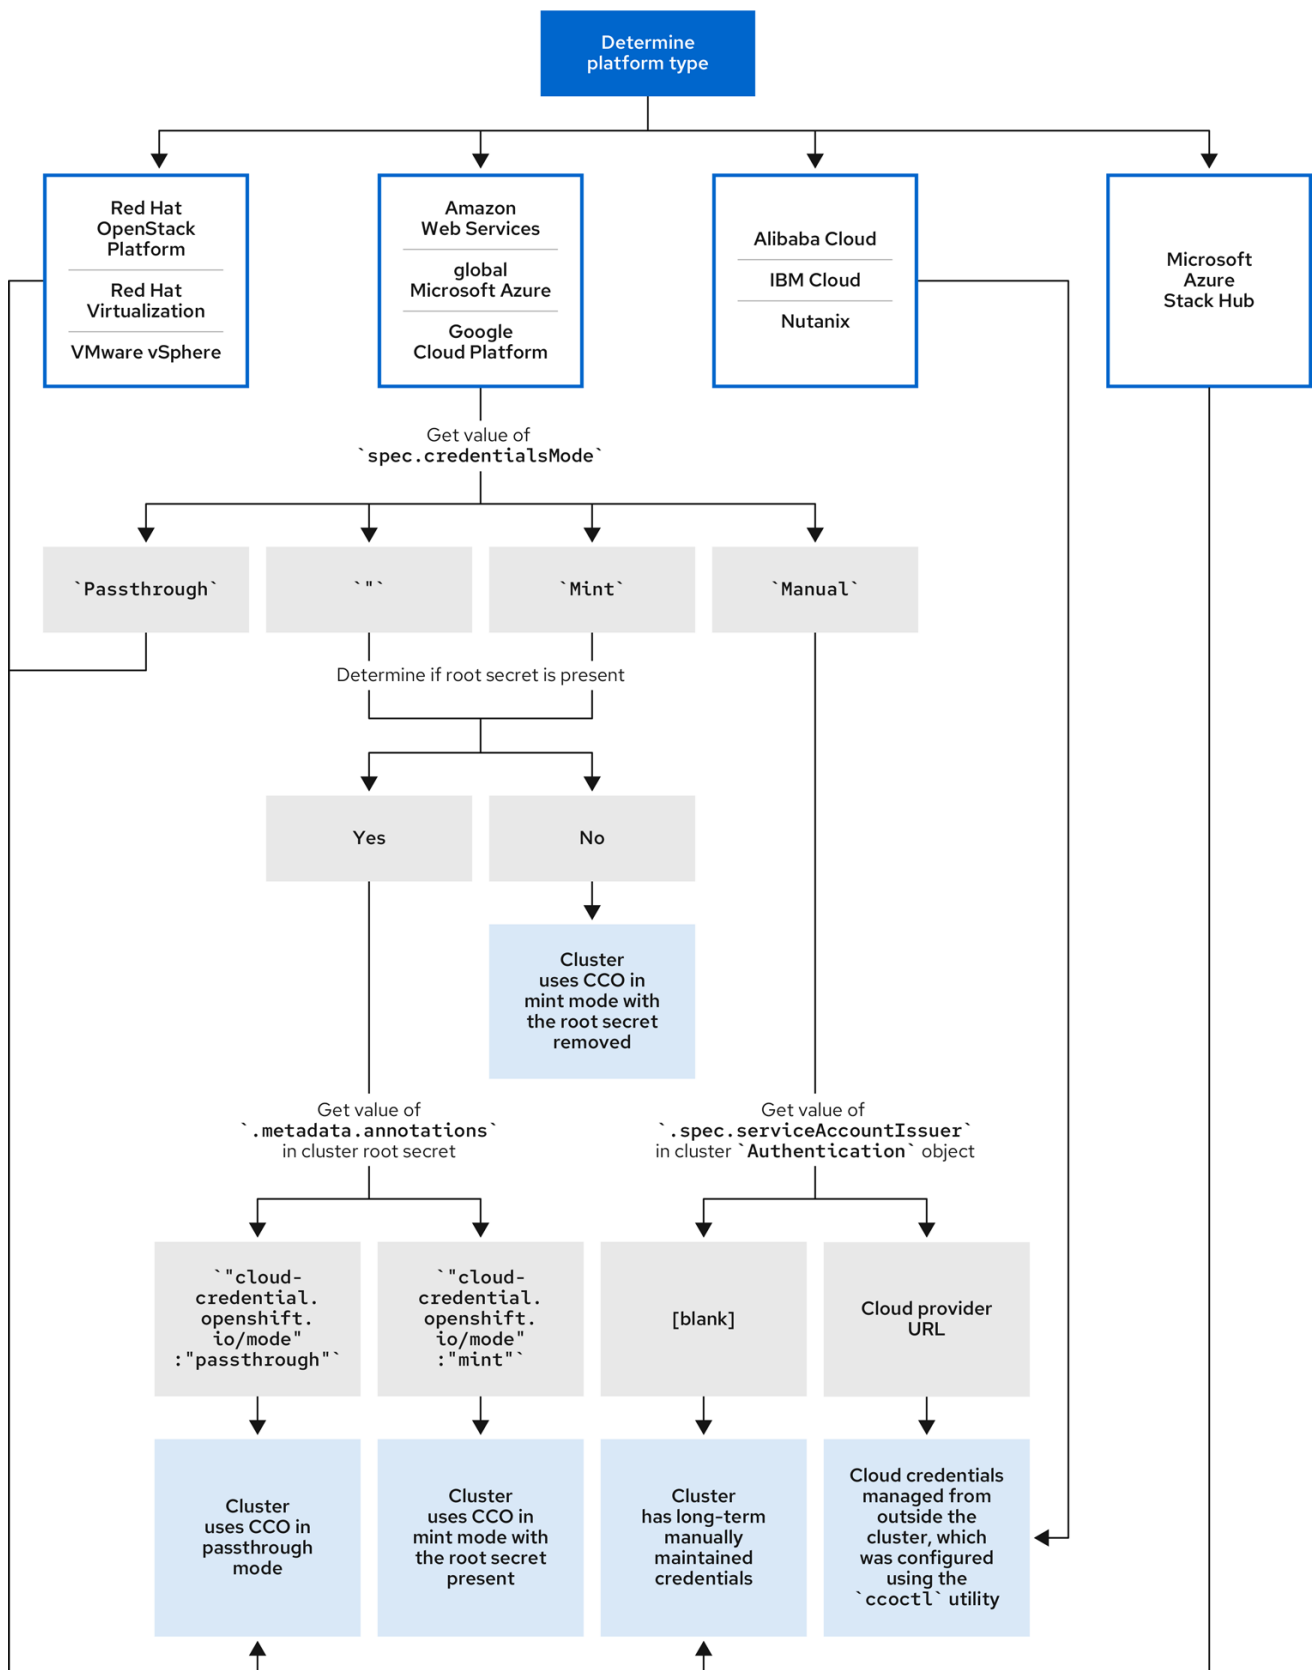 Determine
platform type
Red Hat
OpenStack
Platform
Red Hat
Virtualization
VMware vSphere
Amazon
Web Services
global
Microsoft Azure
Google
Cloud Platform
Alibaba Cloud
IBM Cloud
Nutanix
Microsoft
Azure
Stack Hub
Get value of
`spec.credentialsMode`
`Passthrough`
`"`
`Mint`
`Manual`
Determine if root secret is present
Yes
No
Cluster
uses CCO in
mint mode with
the root secret
removed
Get value of
`.metadata.annotations`
in cluster root secret
Get value of
`.spec.serviceAccountIssuer`
in cluster `Authentication` object
`"cloud-
credential.
openshift.
io/mode"
:"passthrough"`
`"cloud-
credential.
openshift.
io/mode"
:"mint"`
[blank]
Cloud provider
URL
Cluster
uses CCO in
passthrough
mode
Cluster
uses CCO in
mint mode with
the root secret
present
Cluster
has long-term
manually
maintained
credentials
Cloud credentials
managed from
outside the
cluster, which
was configured
using the
`ccoctl` utility